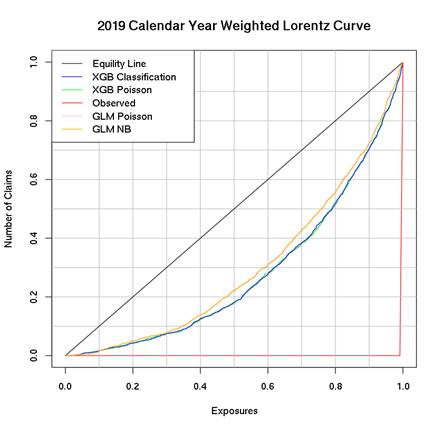 2019 Calendar Year Weighted Lorentz Curve
Equility Line
XGB Classification
XGB Poisson
Observed
GLM Poisson
GLM NB
Number of Claims
1.0
0.8
0.6
0.4
0.2
0.0
0.0 0.2 0.4 0.6 0.8 1.0
Exposures